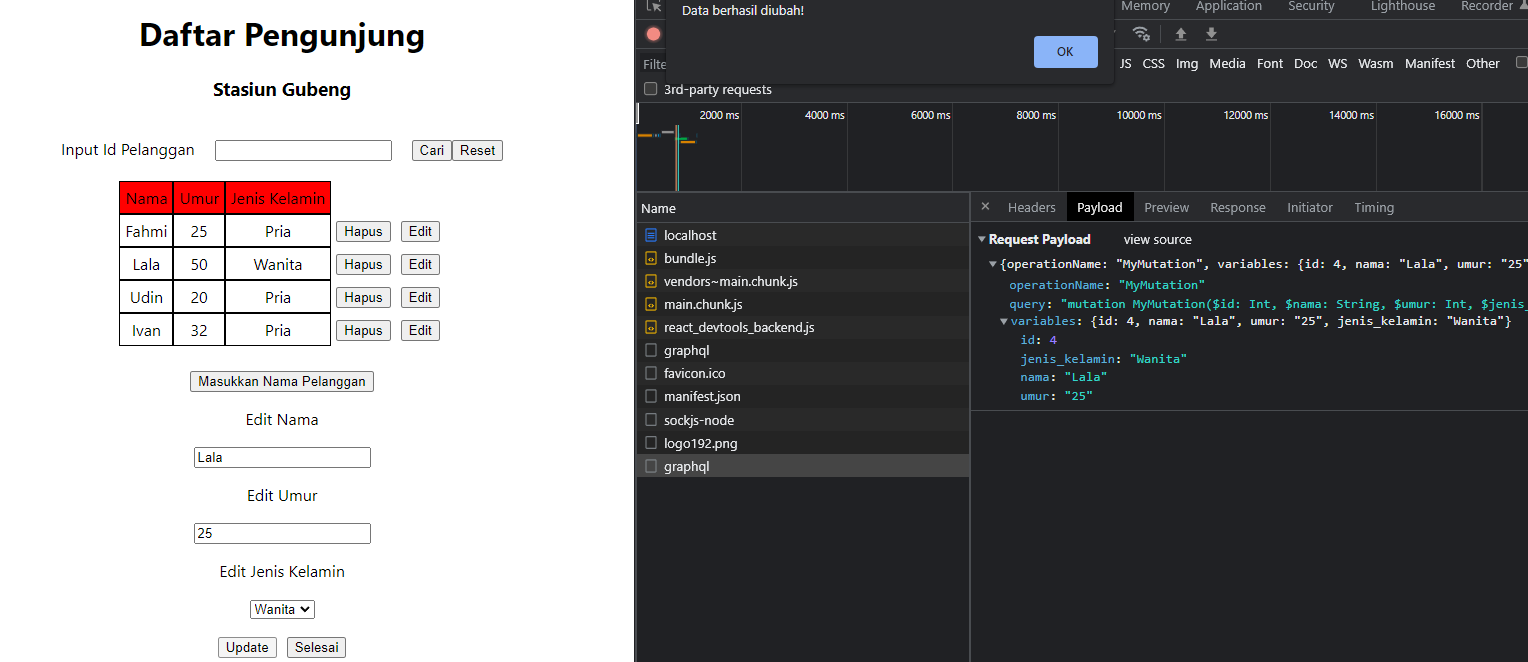 Daftar Pengunjung
Stasiun Gubeng
Input Id Pelanggan Cari Reset
Nama Umur Jenis Kelamin
Fahmi 25 Pria Hapus Edit
Lala 50 Wanita Hapus Edit
Udin 20 Pria Hapus Edit
Ivan 32 Pria Hapus Edit
Masukkan Nama Pelanggan
Edit Nama
Lala
Edit Umur
25
Edit Jenis Kelamin
Wanita
Update Selesai
Data berhasil diubah!
OK
Memory Application Security Lighthouse Recorder
Filte JS CSS Img Media Font Doc WS Wasm Manifest Other
3rd-party requests
2000 ms 4000 ms 6000 ms 8000 ms 10000 ms 12000 ms 14000 ms 16000 ms
Name
localhost
bundle.js
vendors~main.chunk.js
main.chunk.js
react_devtools_backend.js
graphql
favicon.ico
manifest.json
sockjs-node
logo192.png
graphql
× Headers Payload Preview Response Initiator Timing
Request Payload view source
{operationName: "MyMutation", variables: {id: 4, nama: "Lala", umur: "25"
operationName: "MyMutation"
query: "mutation MyMutation($id: Int, $nama: String, $umur: Int, $jenis_
variables: {id: 4, nama: "Lala", umur: "25", jenis_kelamin: "Wanita"}
id: 4
jenis_kelamin: "Wanita"
nama: "Lala"
umur: "25"